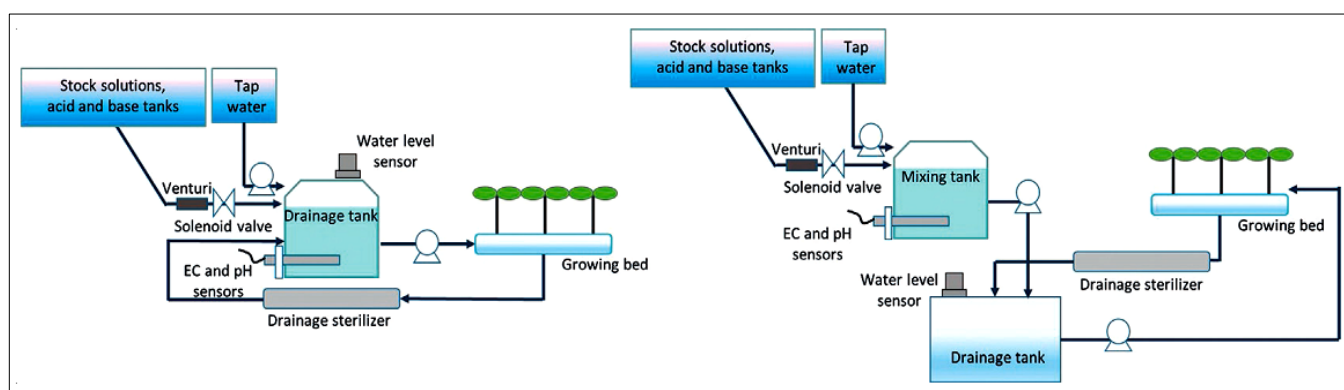 Stock solutions,
acid and base tanks
Tap
water
Water level
sensor
Venturi
Solenoid valve
Drainage tank
EC and pH
sensors
Growing bed
Drainage sterilizer
Stock solutions,
acid and base tanks
Tap
water
Venturi
Solenoid valve
Mixing tank
EC and pH
sensors
Growing bed
Water level
sensor
Drainage sterilizer
Drainage tank